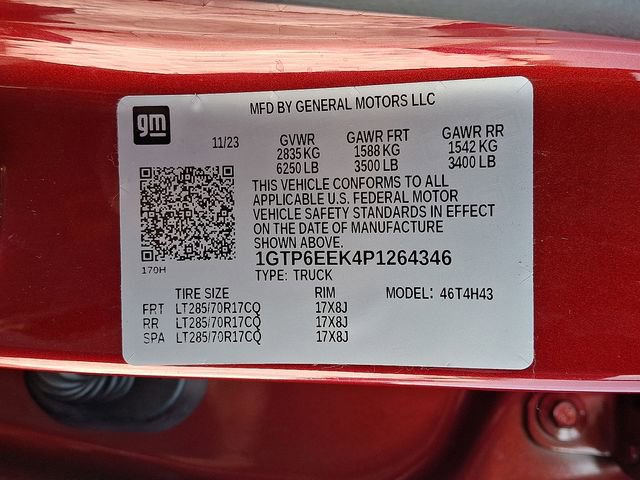 MFD BY GENERAL MOTORS LLC
gm
11/23 GVWR GAWR FRT GAWR RR
2835 KG 1588 KG 1542 KG
6250 LB 3500 LB 3400 LB
THIS VEHICLE CONFORMS TO ALL
APPLICABLE U.S. FEDERAL MOTOR
VEHICLE SAFETY STANDARDS IN EFFECT
ON THE DATE OF MANUFACTURE
SHOWN ABOVE.
170H
1GTP6EEK4P1264346
TYPE: TRUCK
TIRE SIZE RIM MODEL: 46T4H43
FRT LT285/70R17CQ 17X8J
RR LT285/70R17CQ 17X8J
SPA LT285/70R17CQ 17X8J